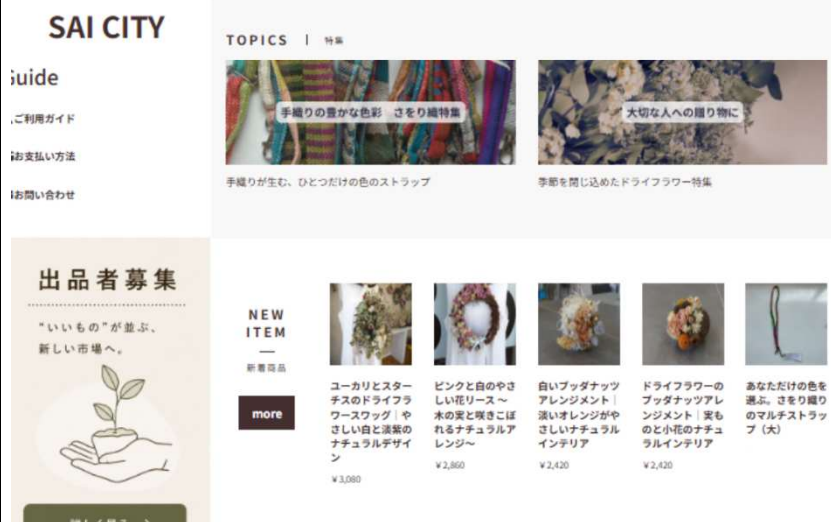 SAI CITY
Guide
ご利用ガイド
お支払い方法
お問い合わせ
出品者募集
“いいもの”が並ぶ、
新しい市場へ。
TOPICS | 特集
手織りの豊かな色彩 さをり織特集
手織りが生む、ひとつだけの色のストラップ
大切な人への贈り物に
季節を閉じ込めたドライフラワー特集
NEW
ITEM
新着商品
more
ユーカリとスター
チスのドライフラ
ワースワッグ｜や
さしい白と淡紫の
ナチュラルデザイ
ン
￥3,080
ピンクと白のやさ
しい花リース ～
木の実と咲きこぼ
れるナチュラルア
レンジ～
￥2,860
白いブッダナッツ
アレンジメント｜
淡いオレンジがや
さしいナチュラル
インテリア
￥2,420
ドライフラワーの
ブッダナッツアレ
ンジメント｜実も
のと小花のナチュ
ラルインテリア
￥2,420
あなただけの色を
選ぶ。さをり織り
のマルチストラッ
プ（大）